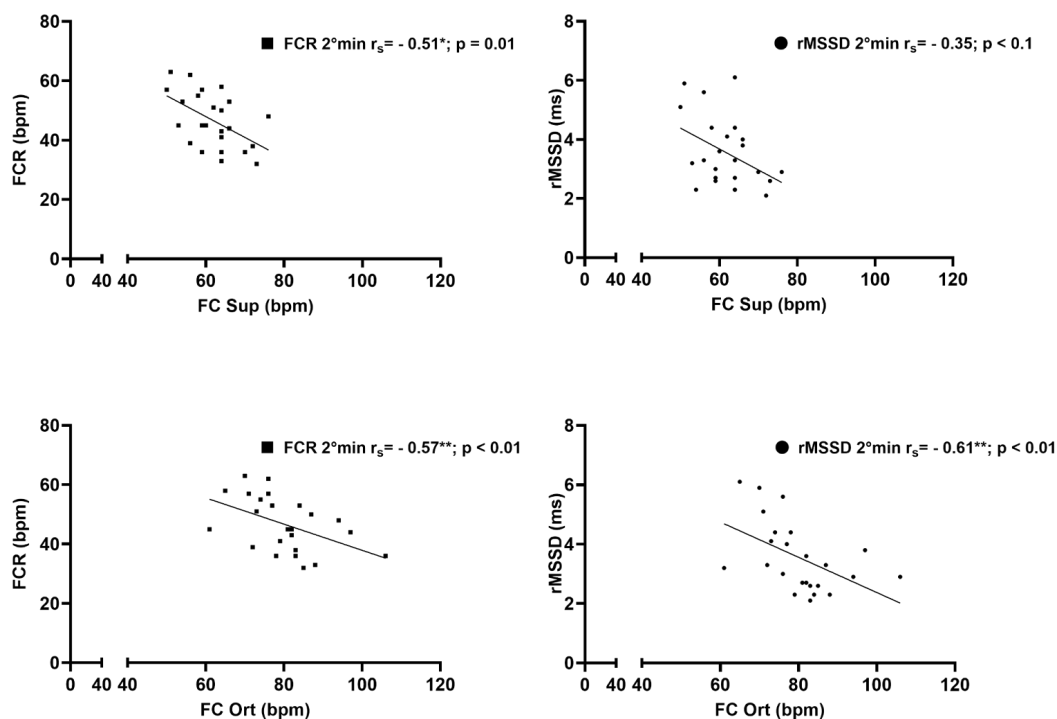 80
60
40
20
0
FCR (bpm)
■ FCR 2°min rₛ= - 0.51*; p = 0.01
0 40 40 60 80 100 120
FC Sup (bpm)
8
6
4
2
0
rMSSD (ms)
● rMSSD 2°min rₛ= - 0.35; p < 0.1
0 40 40 60 80 100 120
FC Sup (bpm)
80
60
40
20
0
FCR (bpm)
■ FCR 2°min rₛ= - 0.57**; p < 0.01
0 40 40 60 80 100 120
FC Ort (bpm)
8
6
4
2
0
rMSSD (ms)
● rMSSD 2°min rₛ= - 0.61**; p < 0.01
0 40 40 60 80 100 120
FC Ort (bpm)